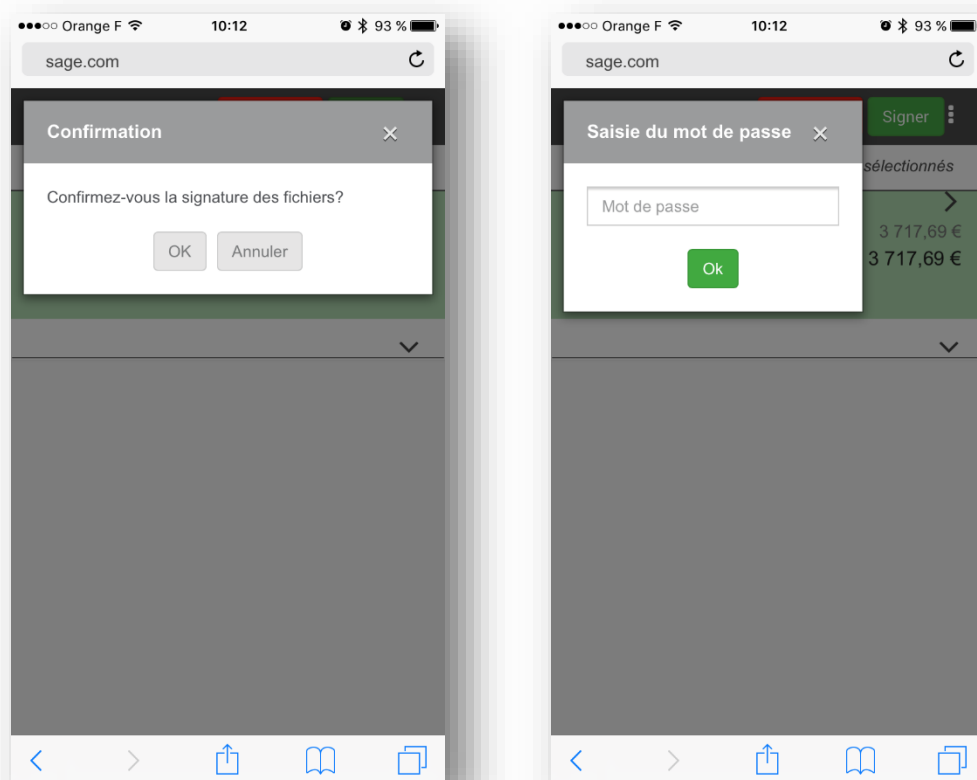 Orange F 10:12 93 %
sage.com
Confirmation
Confirmez-vous la signature des fichiers?
OK Annuler
Orange F 10:12 93 %
sage.com
Signer
Saisie du mot de passe
sélectionnés
Mot de passe
3 717,69 €
3 717,69 €
Ok